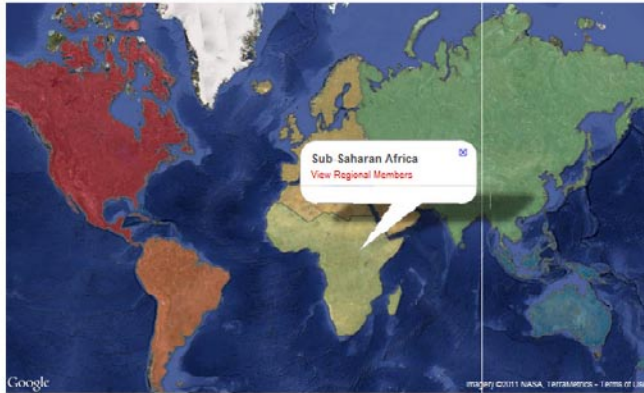 Sub-Saharan Africa
View Regional Members
Google
Imagery ©2011 NASA, TerraMetrics - Terms of Use